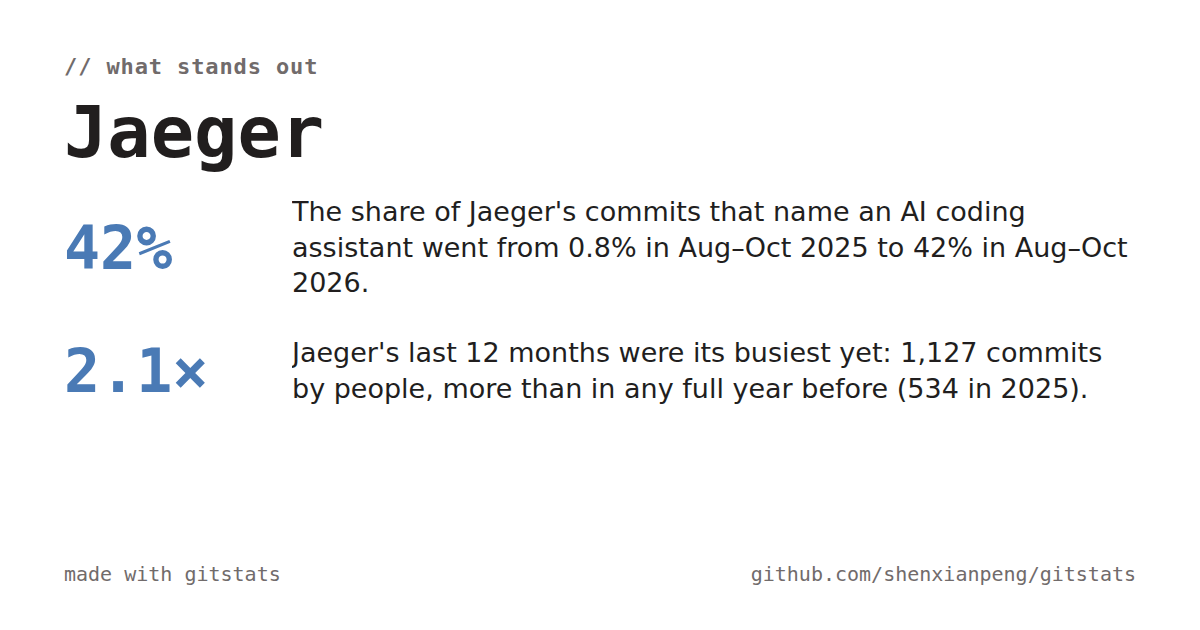 // what stands out
Jaeger
42%
The share of Jaeger's commits that name an AI coding
assistant went from 0.8% in Aug–Oct 2025 to 42% in Aug–Oct
2026.
2.1×
Jaeger's last 12 months were its busiest yet: 1,127 commits
by people, more than in any full year before (534 in 2025).
made with gitstats
github.com/shenxianpeng/gitstats